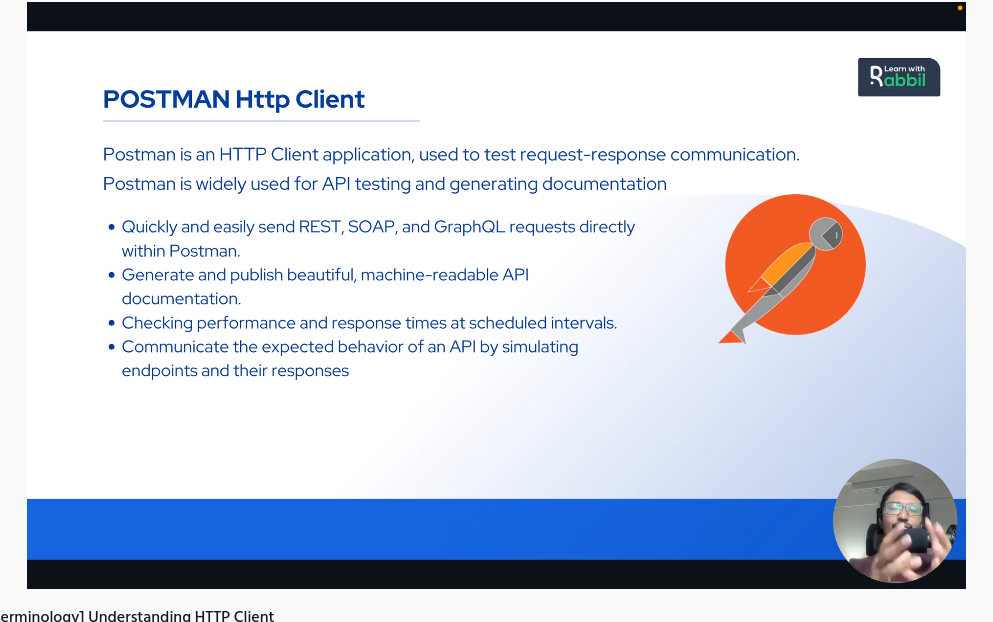 Learn with
Rabbil
POSTMAN Http Client
Postman is an HTTP Client application, used to test request-response communication.
Postman is widely used for API testing and generating documentation
• Quickly and easily send REST, SOAP, and GraphQL requests directly
within Postman.
• Generate and publish beautiful, machine-readable API
documentation.
• Checking performance and response times at scheduled intervals.
• Communicate the expected behavior of an API by simulating
endpoints and their responses
erminology] Understanding HTTP Client